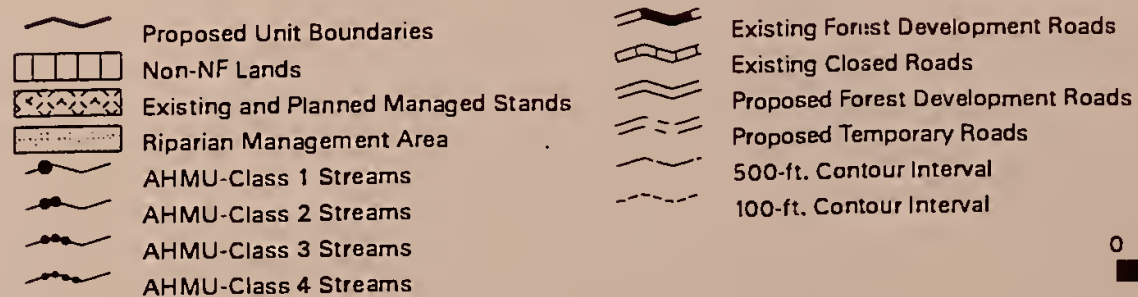 Proposed Unit Boundaries
Non-NF Lands
Existing and Planned Managed Stands
Riparian Management Area
AHMU-Class 1 Streams
AHMU-Class 2 Streams
AHMU-Class 3 Streams
AHMU-Class 4 Streams
Existing Forest Development Roads
Existing Closed Roads
Proposed Forest Development Roads
Proposed Temporary Roads
500-ft. Contour Interval
100-ft. Contour Interval
0